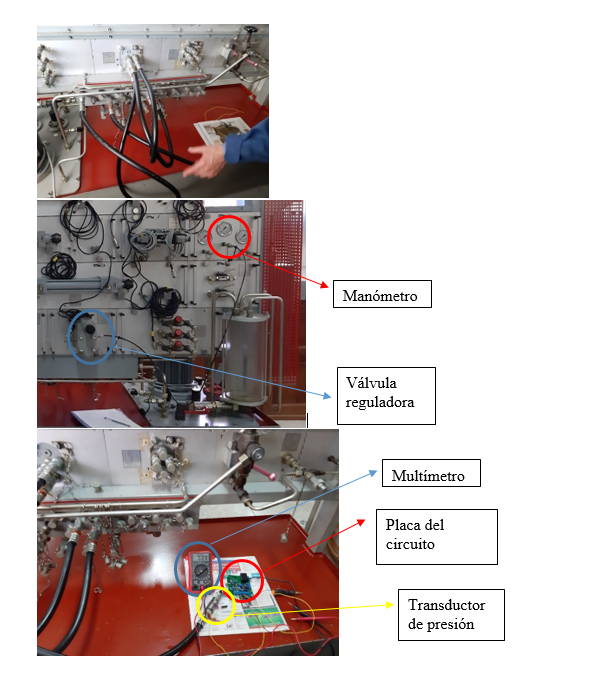 Manómetro
Válvula
reguladora
Multímetro
Placa del
circuito
Transductor
de presión